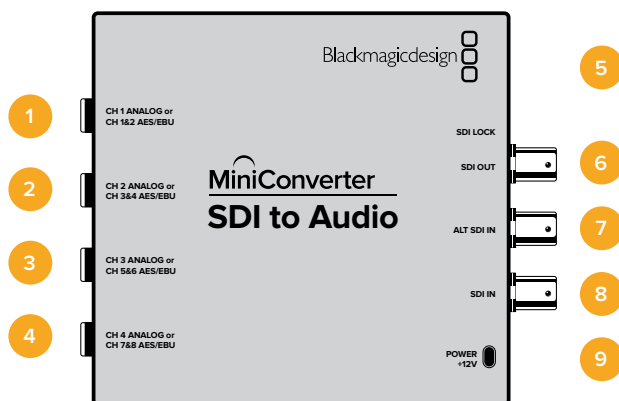 Blackmagicdesign
1
CH 1 ANALOG or
CH 1&2 AES/EBU
2
CH 2 ANALOG or
CH 3&4 AES/EBU
3
CH 3 ANALOG or
CH 5&6 AES/EBU
4
CH 4 ANALOG or
CH 7&8 AES/EBU
MiniConverter
SDI to Audio
5
SDI LOCK
SDI OUT
6
ALT SDI IN
7
SDI IN
8
POWER
+12V
9